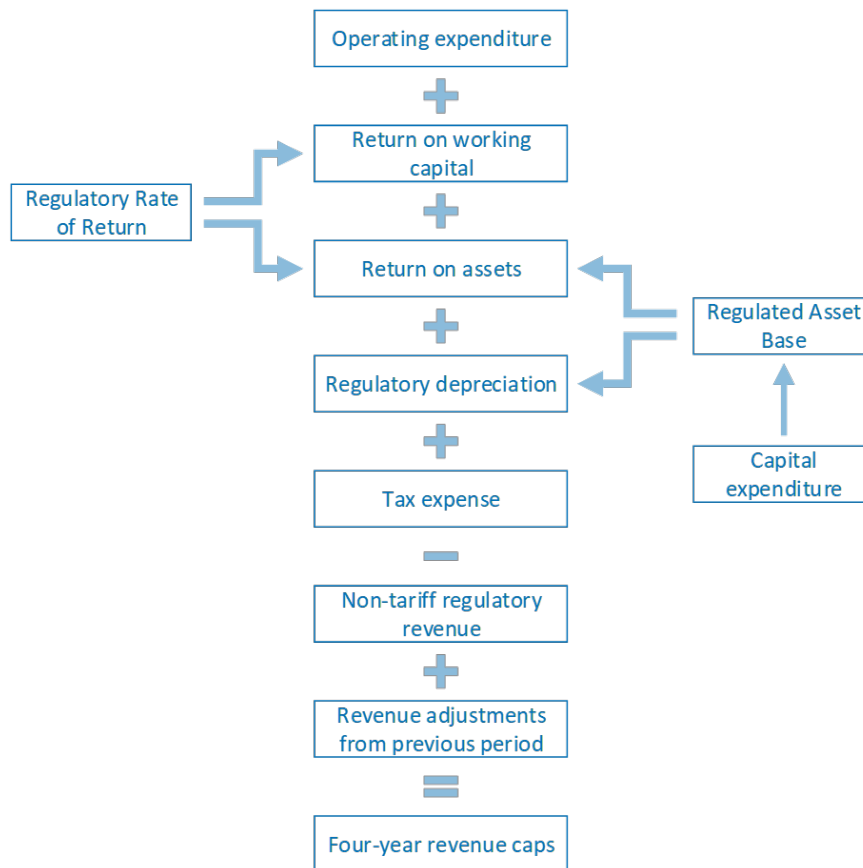 Operating expenditure
+
Return on working
capital
+
Regulatory Rate
of Return
Return on assets
+
Regulated Asset
Base
Regulatory depreciation
+
Capital
expenditure
Tax expense
−
Non-tariff regulatory
revenue
+
Revenue adjustments
from previous period
=
Four-year revenue caps